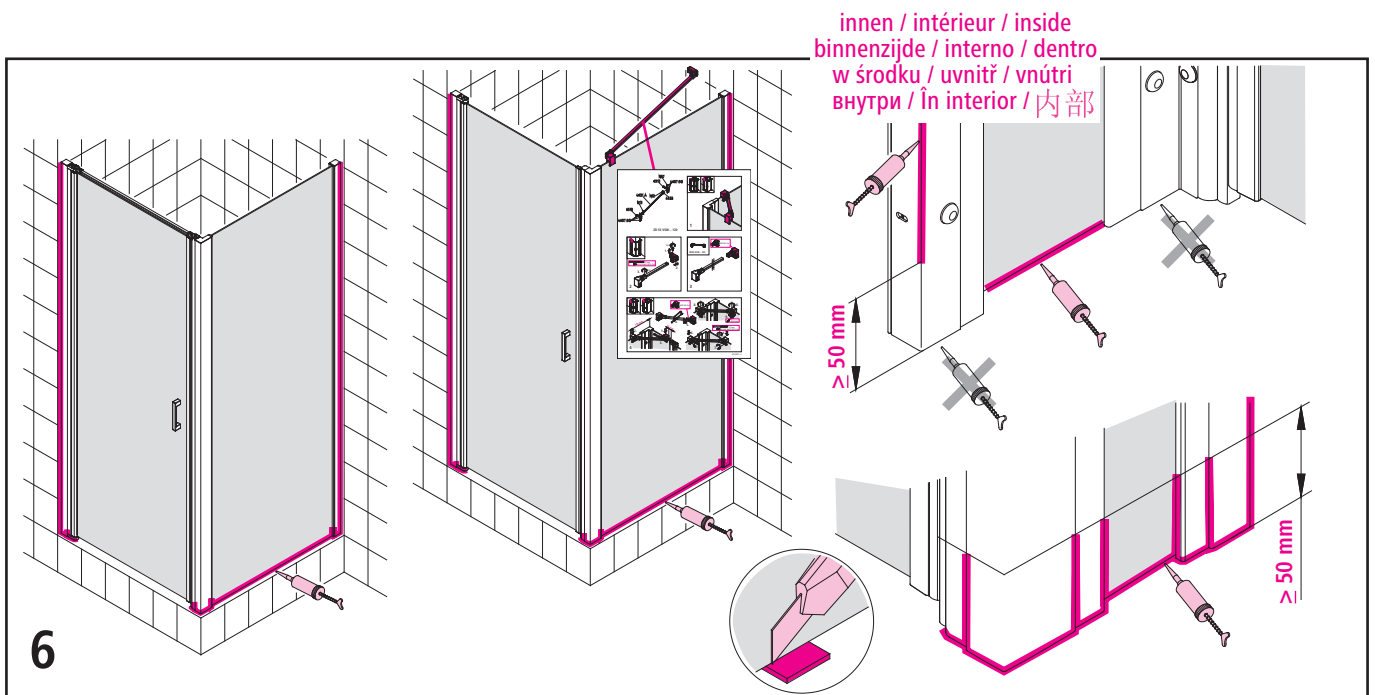 innen / intérieur / inside
binnenzijde / interno / dentro
w środku / uvnitř / vnútri
внутри / În interior / 内部
≥ 50 mm
≥ 50 mm
6